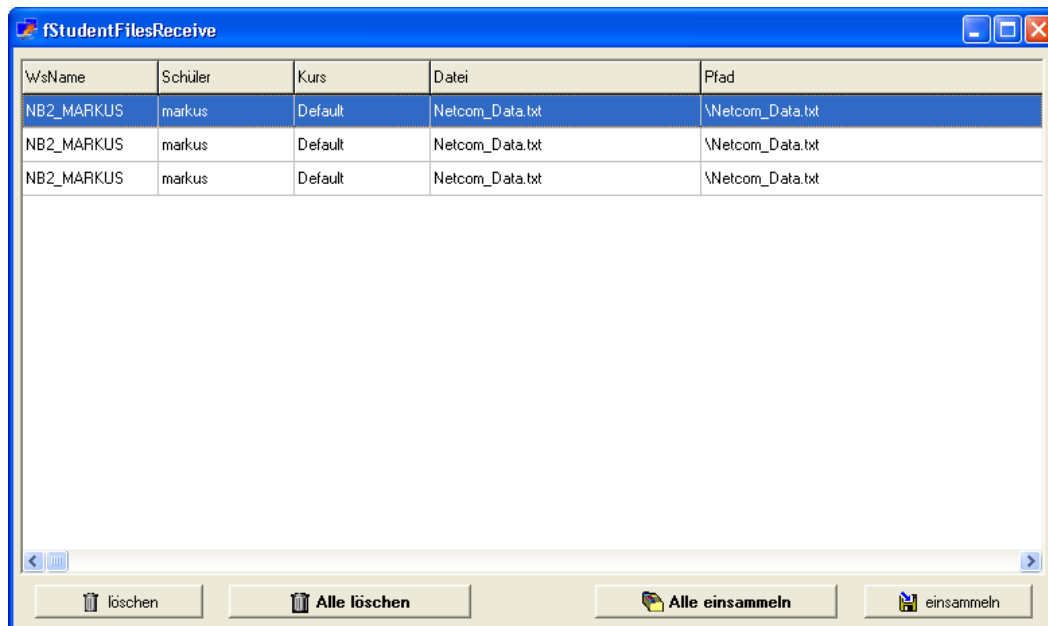 fStudentFilesReceive
WsName Schüler Kurs Datei Pfad
NB2_MARKUS markus Default Netcom_Data.txt \Netcom_Data.txt
NB2_MARKUS markus Default Netcom_Data.txt \Netcom_Data.txt
NB2_MARKUS markus Default Netcom_Data.txt \Netcom_Data.txt
löschen Alle löschen Alle einsammeln einsammeln